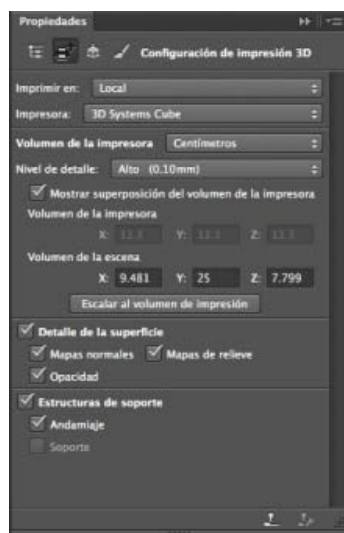 Propiedades
Configuración de impresión 3D
Imprimir en: Local
Impresora: 3D Systems Cube
Volumen de la impresora Centímetros
Nivel de detalle: Alto (0.10mm)
Mostrar superposición del volumen de la impresora
Volumen de la impresora
X: Y: Z:
Volumen de la escena
X: 9.481 Y: 25 Z: 7.799
Escalar al volumen de impresión
Detalle de la superficie
Mapas normales Mapas de relieve
Opacidad
Estructuras de soporte
Andamiaje
Soporte